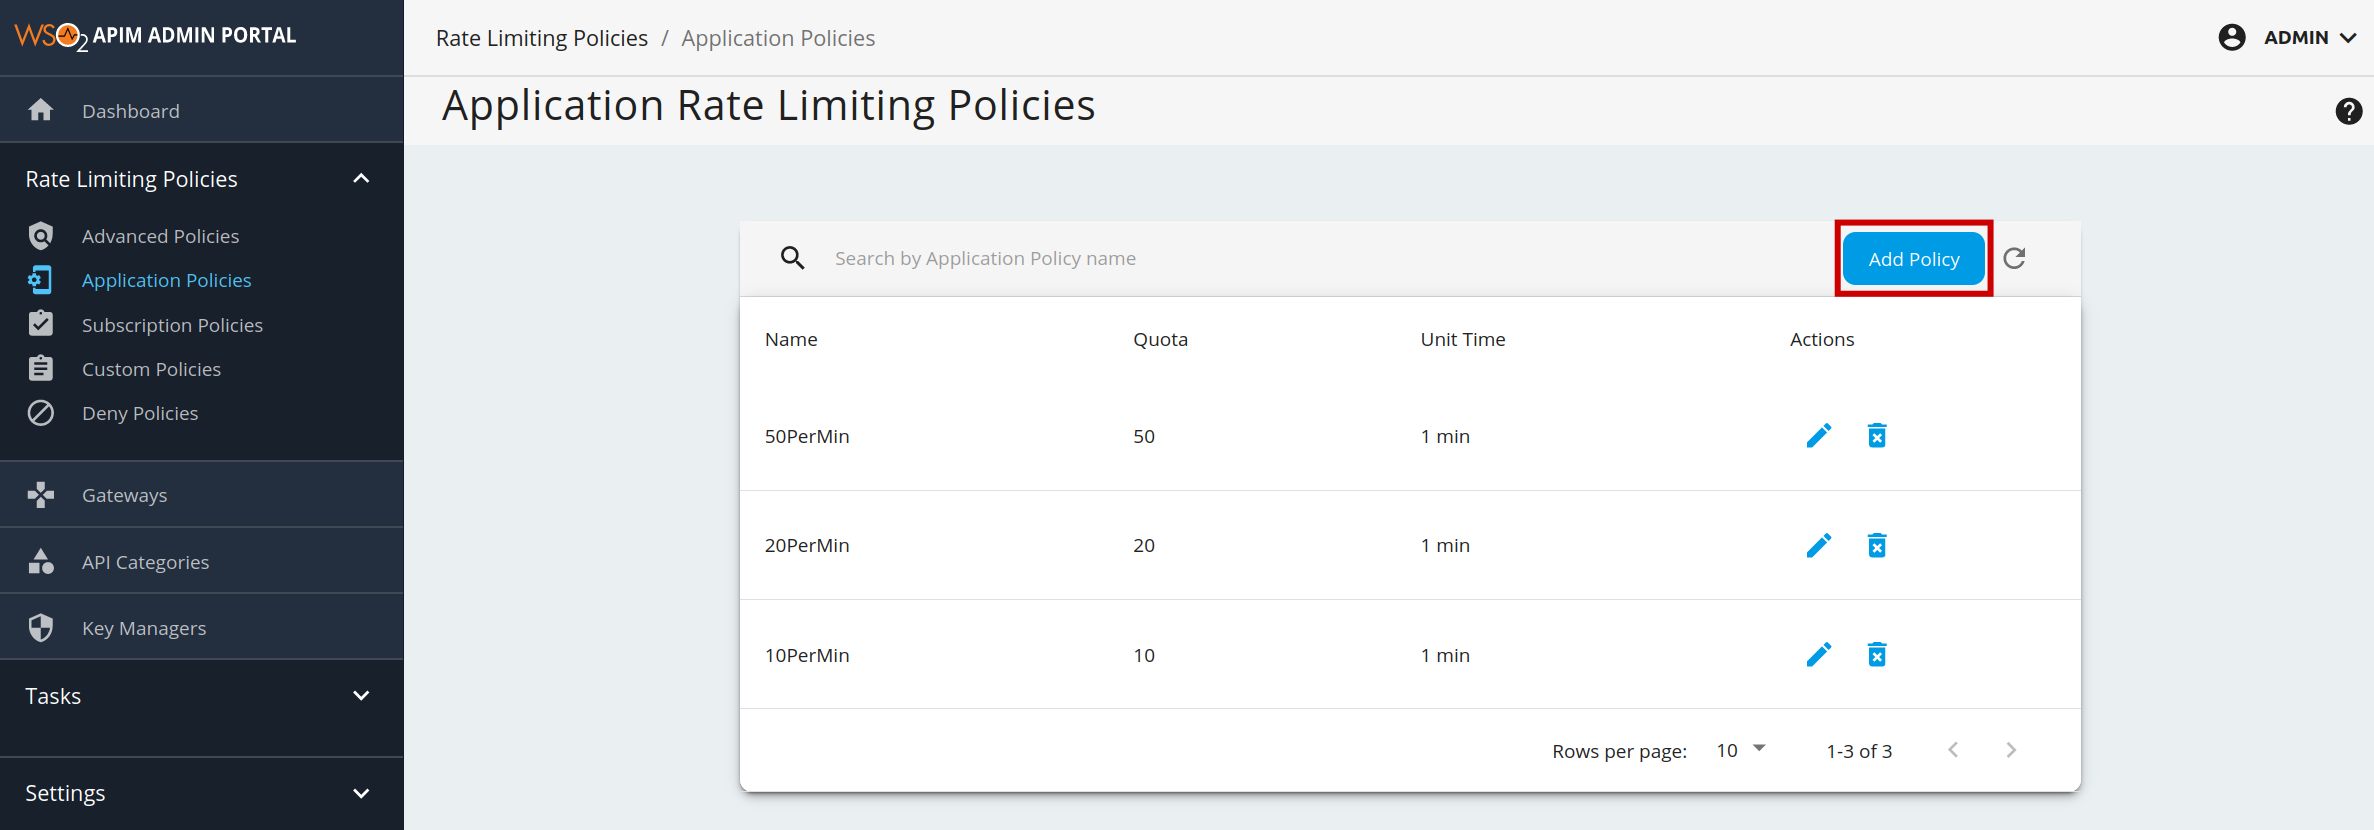 WSO2 APIM ADMIN PORTAL
Rate Limiting Policies / Application Policies
ADMIN
Application Rate Limiting Policies
Dashboard
Rate Limiting Policies
Advanced Policies
Application Policies
Subscription Policies
Custom Policies
Deny Policies
Gateways
API Categories
Key Managers
Tasks
Settings
Search by Application Policy name
Add Policy
Name Quota Unit Time Actions
50PerMin 50 1 min
20PerMin 20 1 min
10PerMin 10 1 min
Rows per page: 10 1-3 of 3